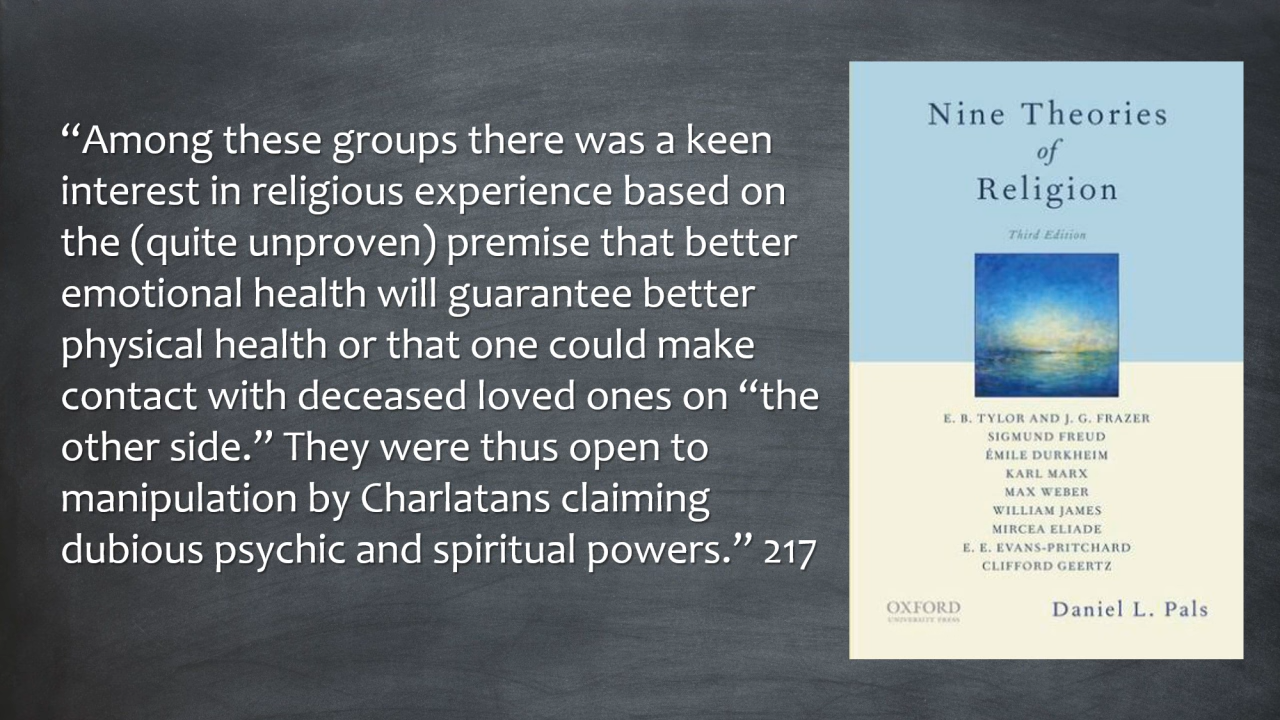 “Among these groups there was a keen
interest in religious experience based on
the (quite unproven) premise that better
emotional health will guarantee better
physical health or that one could make
contact with deceased loved ones on “the
other side.” They were thus open to
manipulation by Charlatans claiming
dubious psychic and spiritual powers.” 217
Nine Theories
of
Religion
Third Edition
E. B. TYLOR AND J. G. FRAZER
SIGMUND FREUD
ÉMILE DURKHEIM
KARL MARX
MAX WEBER
WILLIAM JAMES
MIRCEA ELIADE
E. E. EVANS-PRITCHARD
CLIFFORD GEERTZ
OXFORD
UNIVERSITY PRESS
Daniel L. Pals